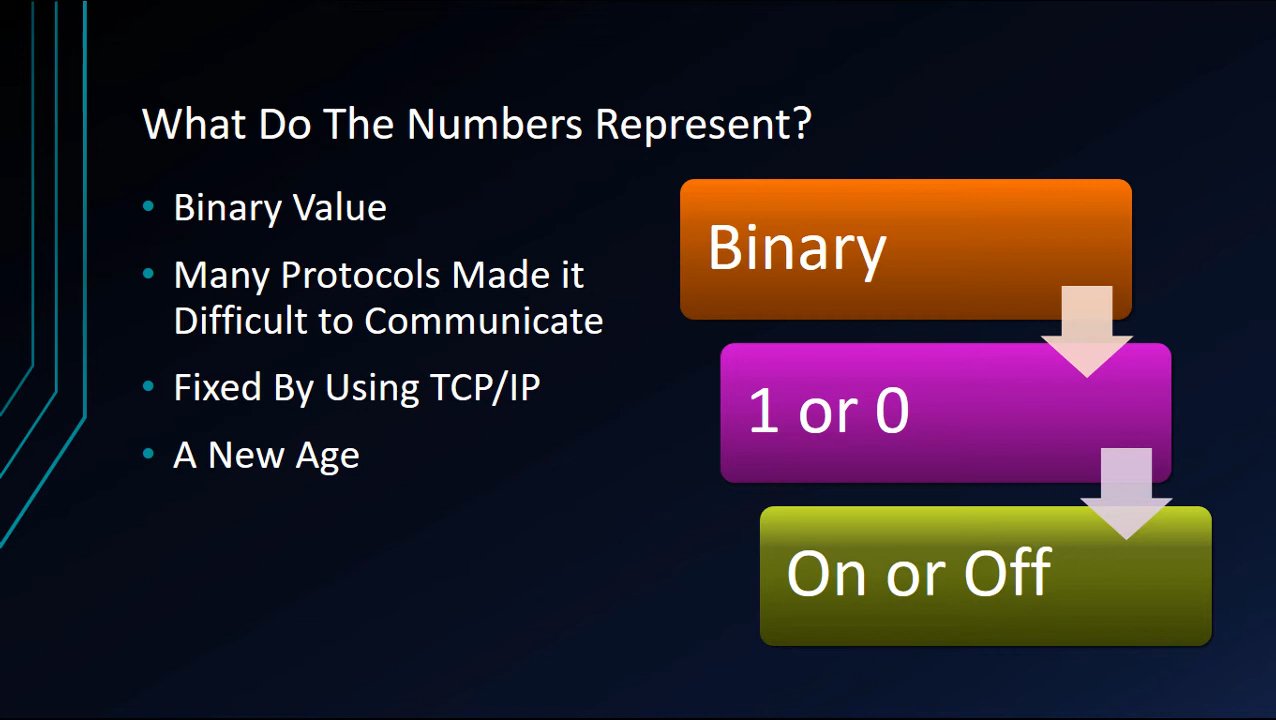 What Do The Numbers Represent?
• Binary Value
• Many Protocols Made it
Difficult to Communicate
• Fixed By Using TCP/IP
• A New Age
Binary
1 or 0
On or Off